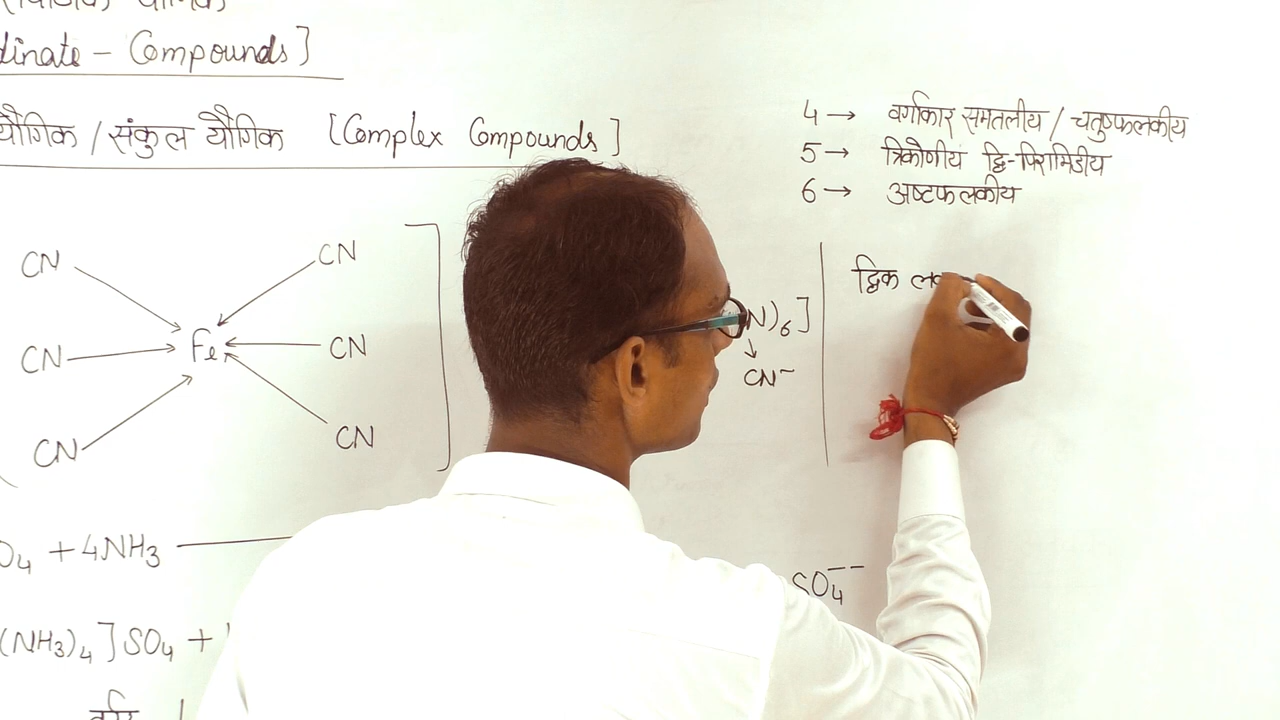 dinate - Compounds]
यौगिक / संकुल यौगिक [Complex Compounds]
4 → वर्गाकार समतलीय / चतुष्फलकीय
5 → त्रिकोणीय द्वि-पिरामिडीय
6 → अष्टफलकीय
CN CN
CN Fe CN
CN CN
N)6]
CN-
द्विक लव
O4 + 4NH3
SO4--
(NH3)4]SO4 +